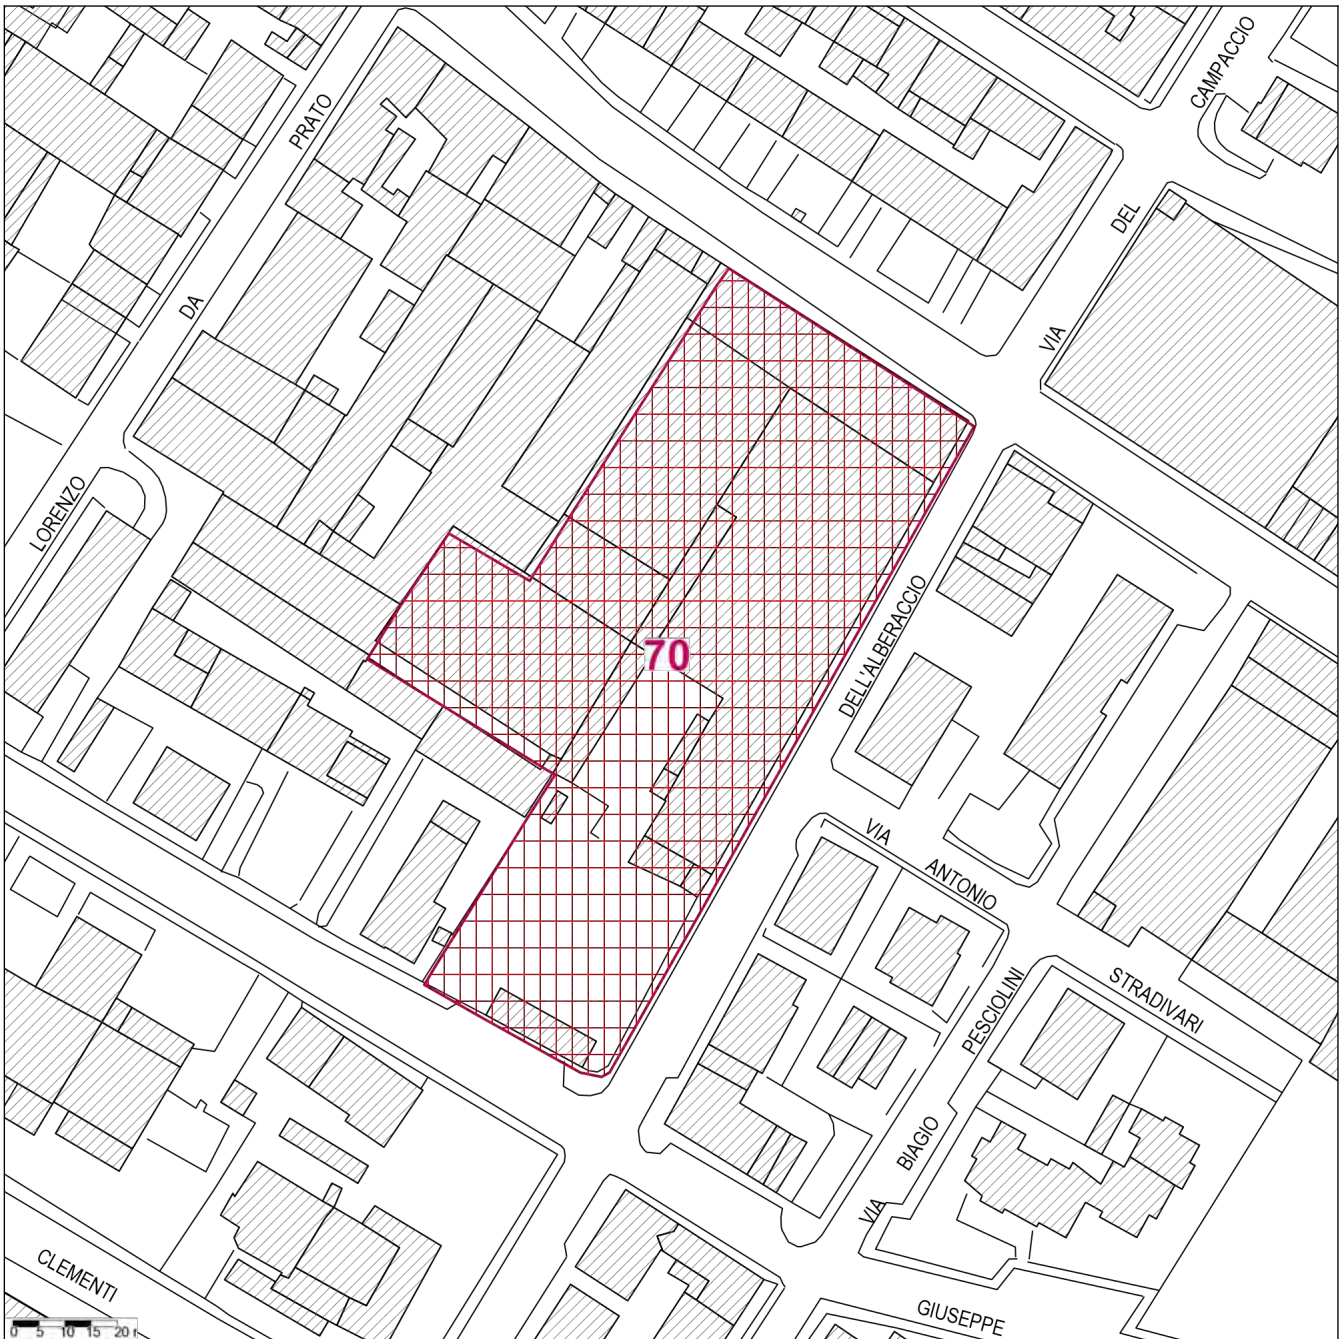 CAMPACCIO
DEL
VIA
PRATO
DA
LORENZO
DELL'ALBERACCIO
70
VIA
ANTONIO
STRADIVARI
PESCIOLINI
BIAGIO
VIA
CLEMENTI
GIUSEPPE
0 5 10 15 20